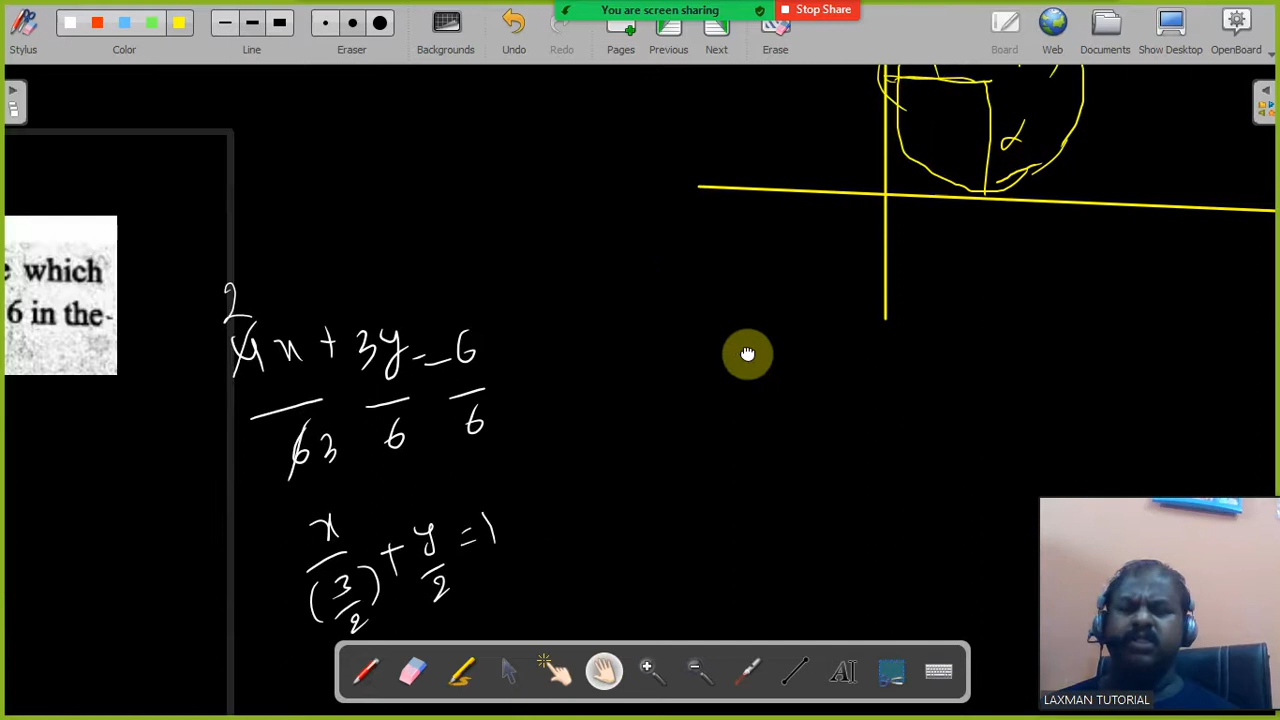 You are screen sharing
Stop Share
Stylus
Color
Line
Eraser
Backgrounds
Undo
Redo
Pages
Previous
Next
Erase
Board
Web
Documents
Show Desktop
OpenBoard
which
6 in the
α
2
4x + 3y = 6
6 3 6 6
x/(3/2) + y/2 = 1
LAXMAN TUTORIAL